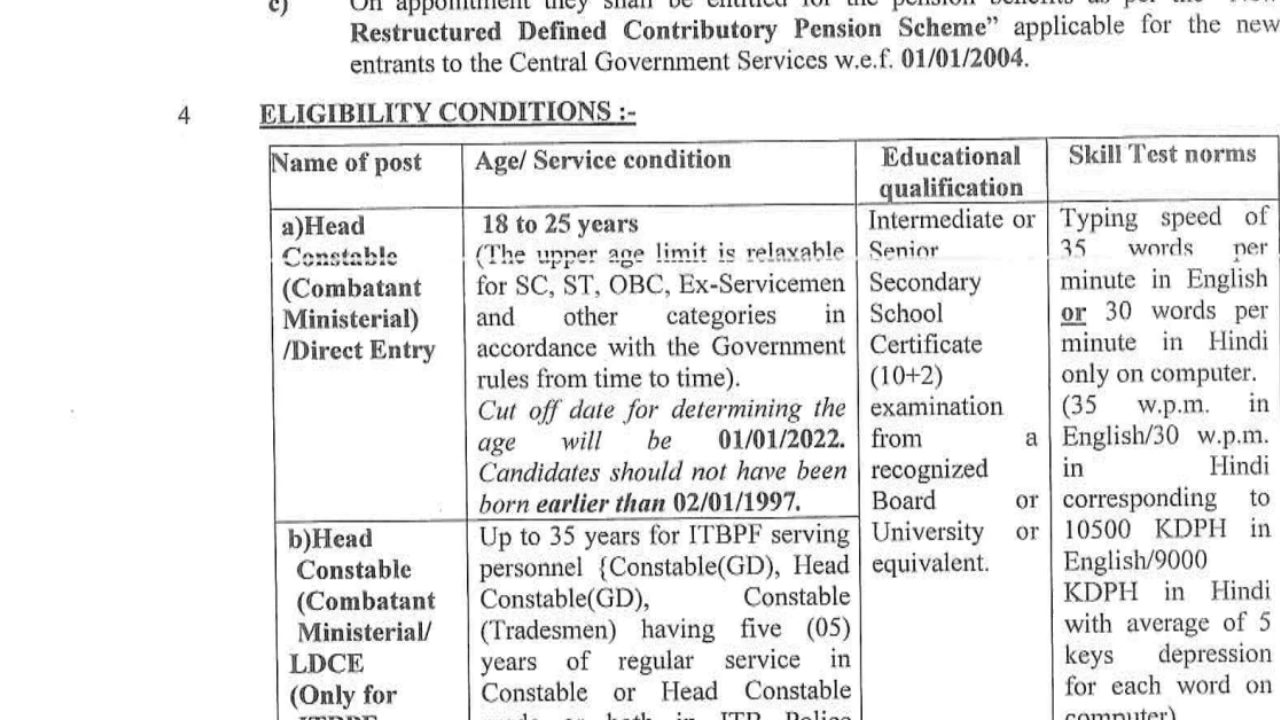 c) On appointment they shall be entitled for the pension benefits as per the "New
Restructured Defined Contributory Pension Scheme" applicable for the new
entrants to the Central Government Services w.e.f. 01/01/2004.
4 ELIGIBILITY CONDITIONS :-
Name of post
Age/ Service condition
Educational
qualification
Skill Test norms
a)Head
Constable
(Combatant
Ministerial)
/Direct Entry
18 to 25 years
(The upper age limit is relaxable
for SC, ST, OBC, Ex-Servicemen
and other categories in
accordance with the Government
rules from time to time).
Cut off date for determining the
age will be 01/01/2022.
Candidates should not have been
born earlier than 02/01/1997.
Intermediate or
Senior
Secondary
School
Certificate
(10+2)
examination
from a
recognized
Board or
University or
equivalent.
Typing speed of
35 words per
minute in English
or 30 words per
minute in Hindi
only on computer.
(35 w.p.m. in
English/30 w.p.m.
in Hindi
corresponding to
10500 KDPH in
English/9000
KDPH in Hindi
with average of 5
keys depression
for each word on
computer)
b)Head
Constable
(Combatant
Ministerial/
LDCE
(Only for
Up to 35 years for ITBPF serving
personnel {Constable(GD), Head
Constable(GD), Constable
(Tradesmen) having five (05)
years of regular service in
Constable or Head Constable